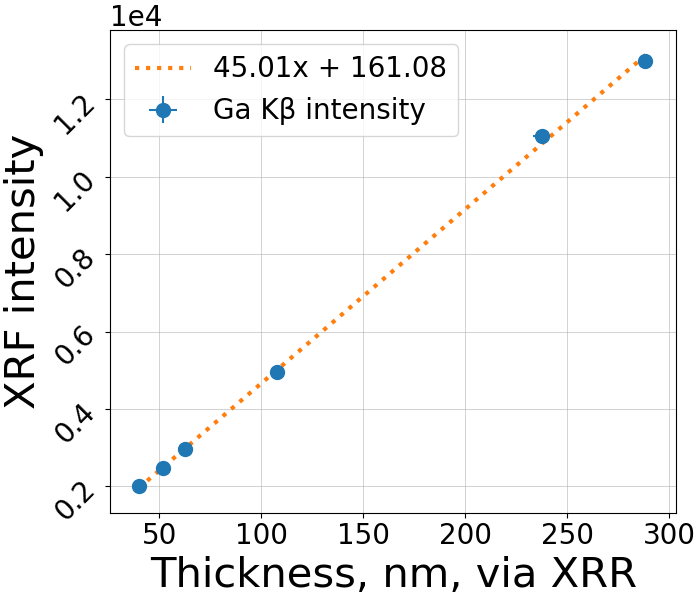 1e4
45.01x + 161.08
Ga Kβ intensity
1.2
1.0
0.8
0.6
0.4
0.2
XRF intensity
50 100 150 200 250 300
Thickness, nm, via XRR